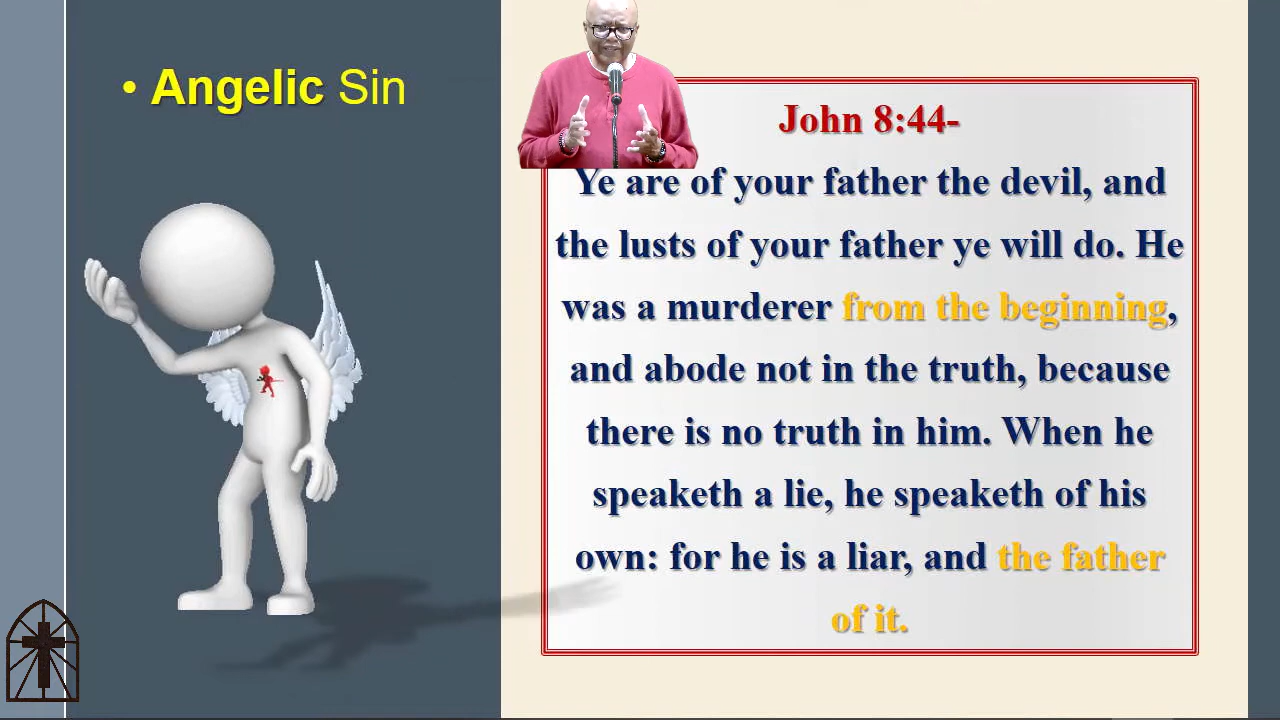 • Angelic Sin
John 8:44-
Ye are of your father the devil, and
the lusts of your father ye will do. He
was a murderer from the beginning,
and abode not in the truth, because
there is no truth in him. When he
speaketh a lie, he speaketh of his
own: for he is a liar, and the father
of it.